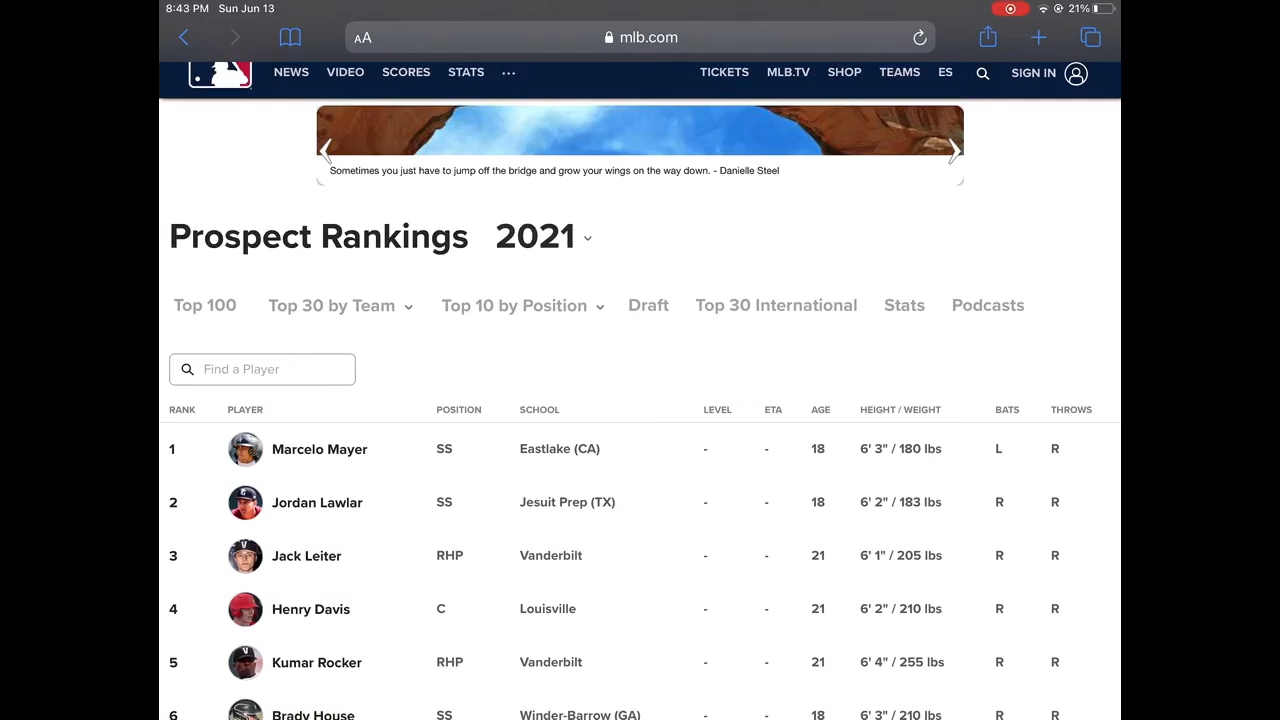 8:43 PM Sun Jun 13 21%
AA mlb.com
NEWS VIDEO SCORES STATS ... TICKETS MLB.TV SHOP TEAMS ES SIGN IN
Sometimes you just have to jump off the bridge and grow your wings on the way down. - Danielle Steel
Prospect Rankings 2021
Top 100 Top 30 by Team Top 10 by Position Draft Top 30 International Stats Podcasts
Find a Player
RANK PLAYER POSITION SCHOOL LEVEL ETA AGE HEIGHT / WEIGHT BATS THROWS
1 Marcelo Mayer SS Eastlake (CA) - - 18 6' 3" / 180 lbs L R
2 Jordan Lawlar SS Jesuit Prep (TX) - - 18 6' 2" / 183 lbs R R
3 Jack Leiter RHP Vanderbilt - - 21 6' 1" / 205 lbs R R
4 Henry Davis C Louisville - - 21 6' 2" / 210 lbs R R
5 Kumar Rocker RHP Vanderbilt - - 21 6' 4" / 255 lbs R R
6 Brady House SS Winder-Barrow (GA) - - 18 6' 3" / 210 lbs R R